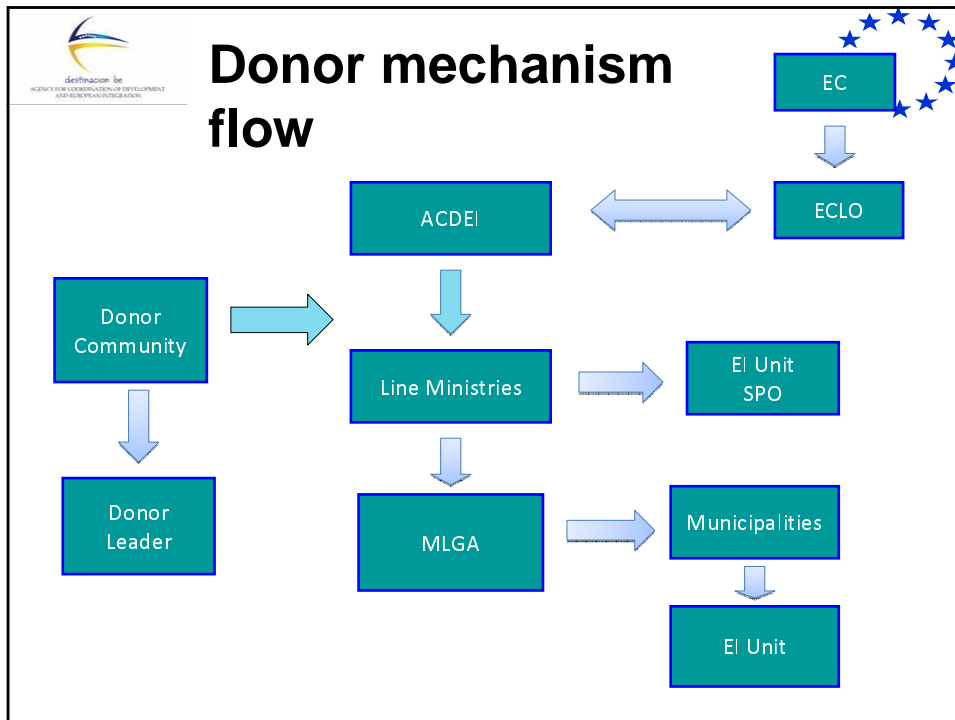 destinacion be
AGENCY FOR COORDINATION OF DEVELOPMENT
AND EUROPEAN INTEGRATION
Donor mechanism
flow
EC
ACDEI
ECLO
Donor
Community
Line Ministries
EI Unit
SPO
Donor
Leader
MLGA
Municipalities
EI Unit